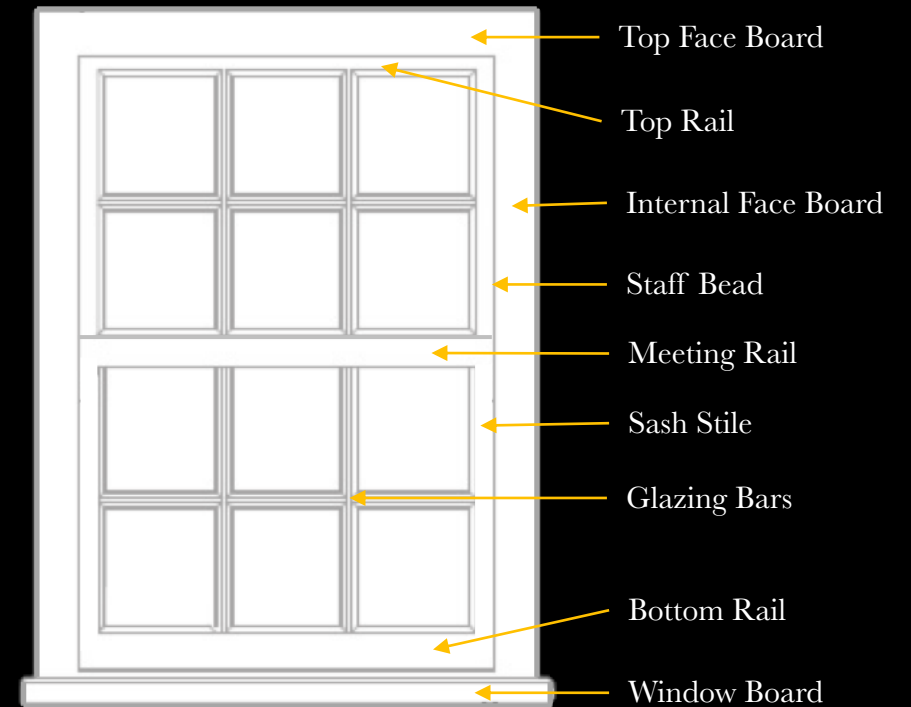 Top Face Board
Top Rail
Internal Face Board
Staff Bead
Meeting Rail
Sash Stile
Glazing Bars
Bottom Rail
Window Board